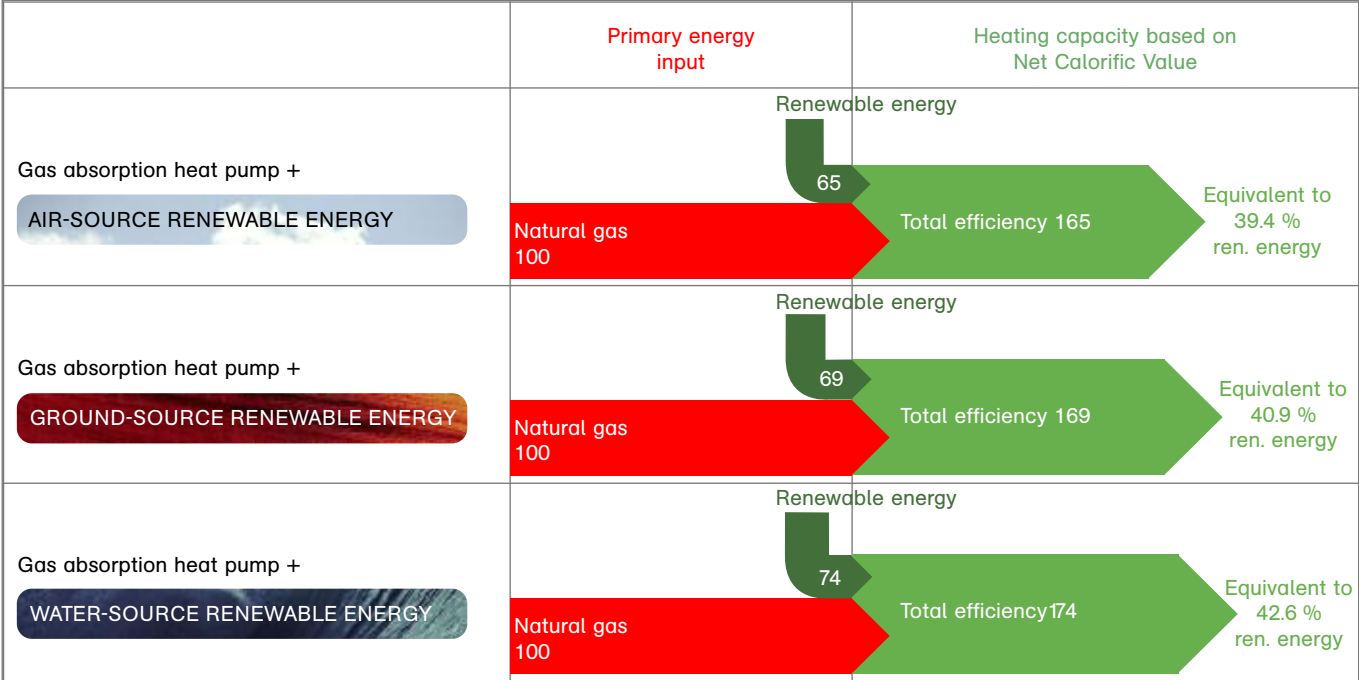 Primary energy
input
Heating capacity based on
Net Calorific Value
Gas absorption heat pump +
AIR-SOURCE RENEWABLE ENERGY
Renewable energy
65
Natural gas
100
Total efficiency 165
Equivalent to
39.4 %
ren. energy
Gas absorption heat pump +
GROUND-SOURCE RENEWABLE ENERGY
Renewable energy
69
Natural gas
100
Total efficiency 169
Equivalent to
40.9 %
ren. energy
Gas absorption heat pump +
WATER-SOURCE RENEWABLE ENERGY
Renewable energy
74
Natural gas
100
Total efficiency174
Equivalent to
42.6 %
ren. energy